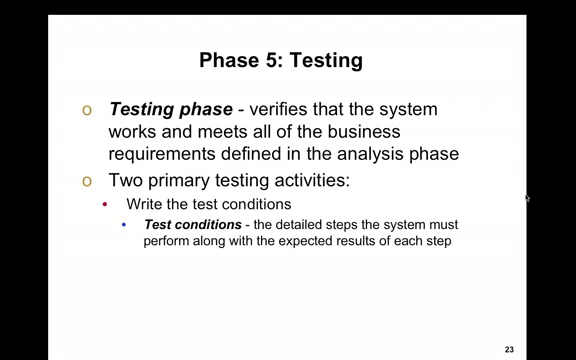 Phase 5: Testing
o Testing phase - verifies that the system
works and meets all of the business
requirements defined in the analysis phase
o Two primary testing activities:
• Write the test conditions
• Test conditions - the detailed steps the system must
perform along with the expected results of each step
23